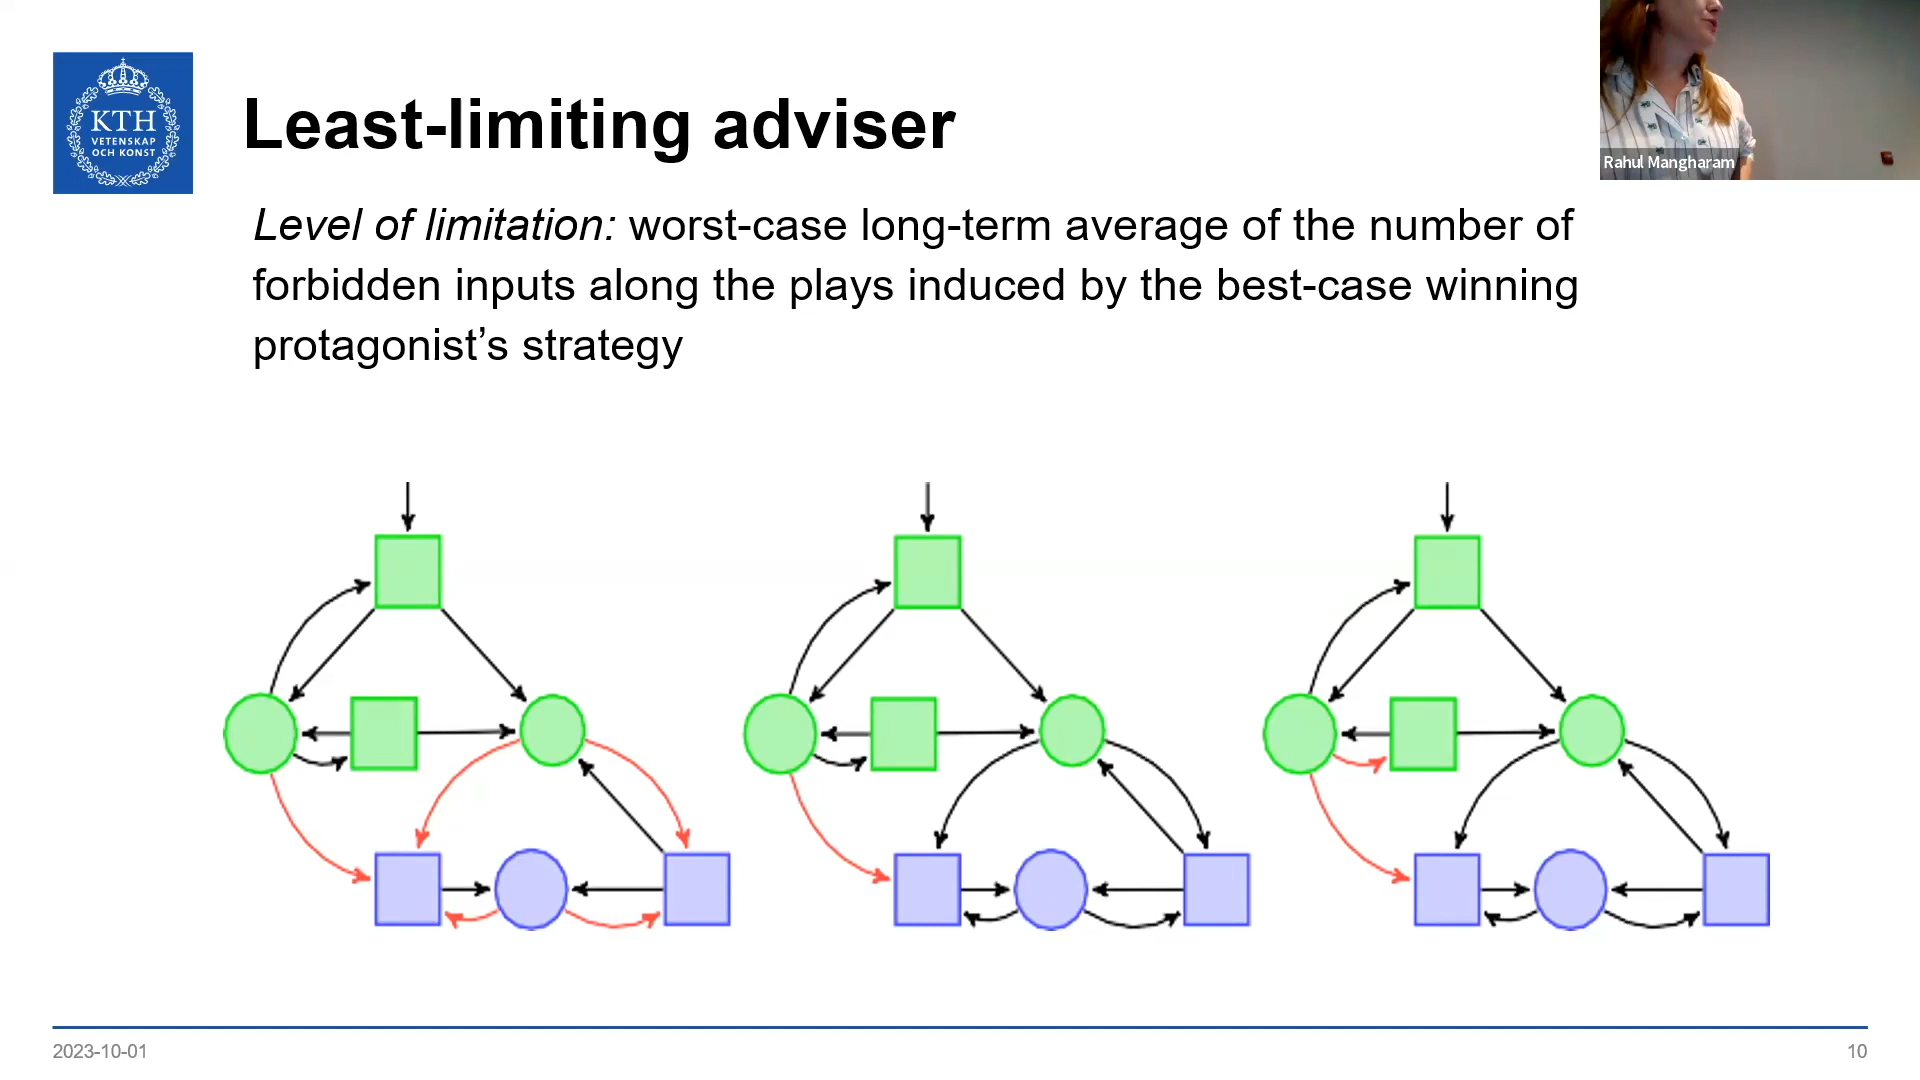 KTH
VETENSKAP
OCH KONST
Least-limiting adviser
Rahul Mangharam
Level of limitation: worst-case long-term average of the number of
forbidden inputs along the plays induced by the best-case winning
protagonist’s strategy
2023-10-01
10